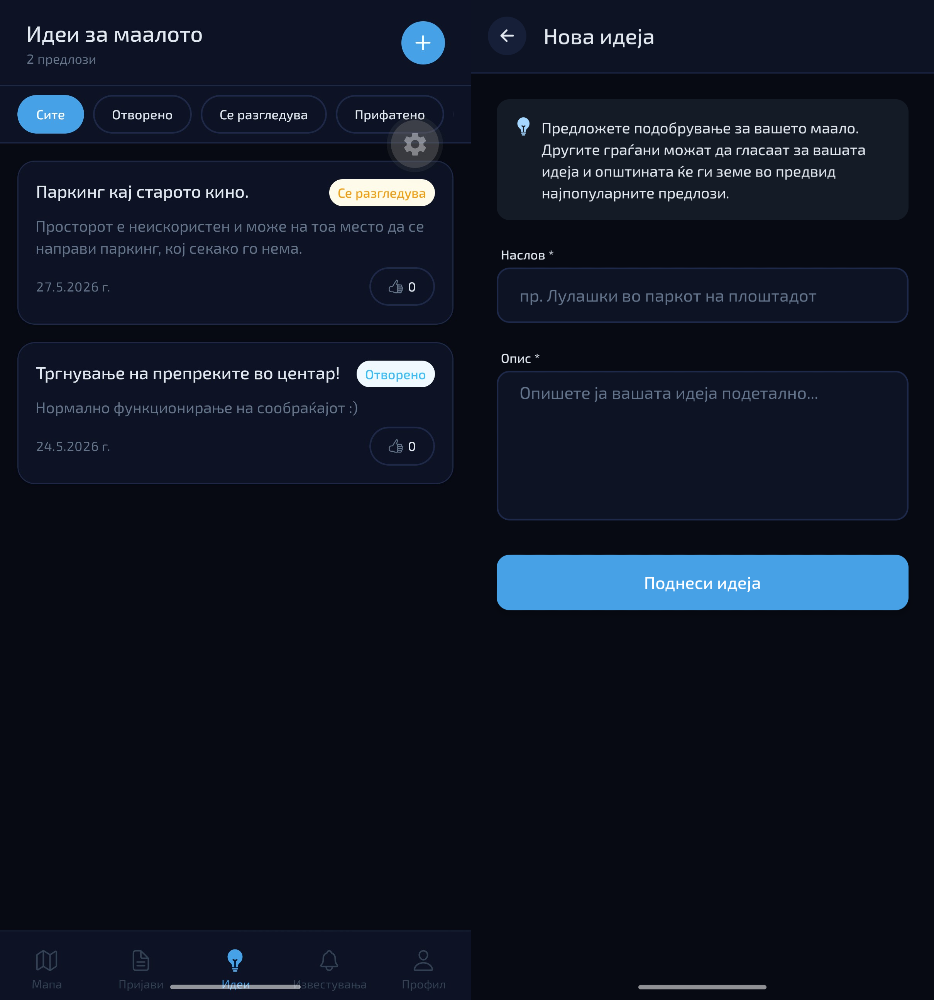 Идеи за маалото
2 предлози
Сите
Отворено
Се разгледува
Прифатено
Паркинг кај старото кино.
Се разгледува
Просторот е неискористен и може на тоа место да се
направи паркинг, кој секако го нема.
27.5.2026 г.
0
Тргнување на препреките во центар!
Отворено
Нормално функционирање на сообраќајот :)
24.5.2026 г.
0
Мапа
Пријави
Идеи
Известувања
Профил
Нова идеја
Предложете подобрување за вашето маало.
Другите граѓани можат да гласаат за вашата
идеја и општината ќе ги земе во предвид
најпопуларните предлози.
Наслов *
пр. Лулашки во паркот на плоштадот
Опис *
Опишете ја вашата идеја подетално...
Поднеси идеја